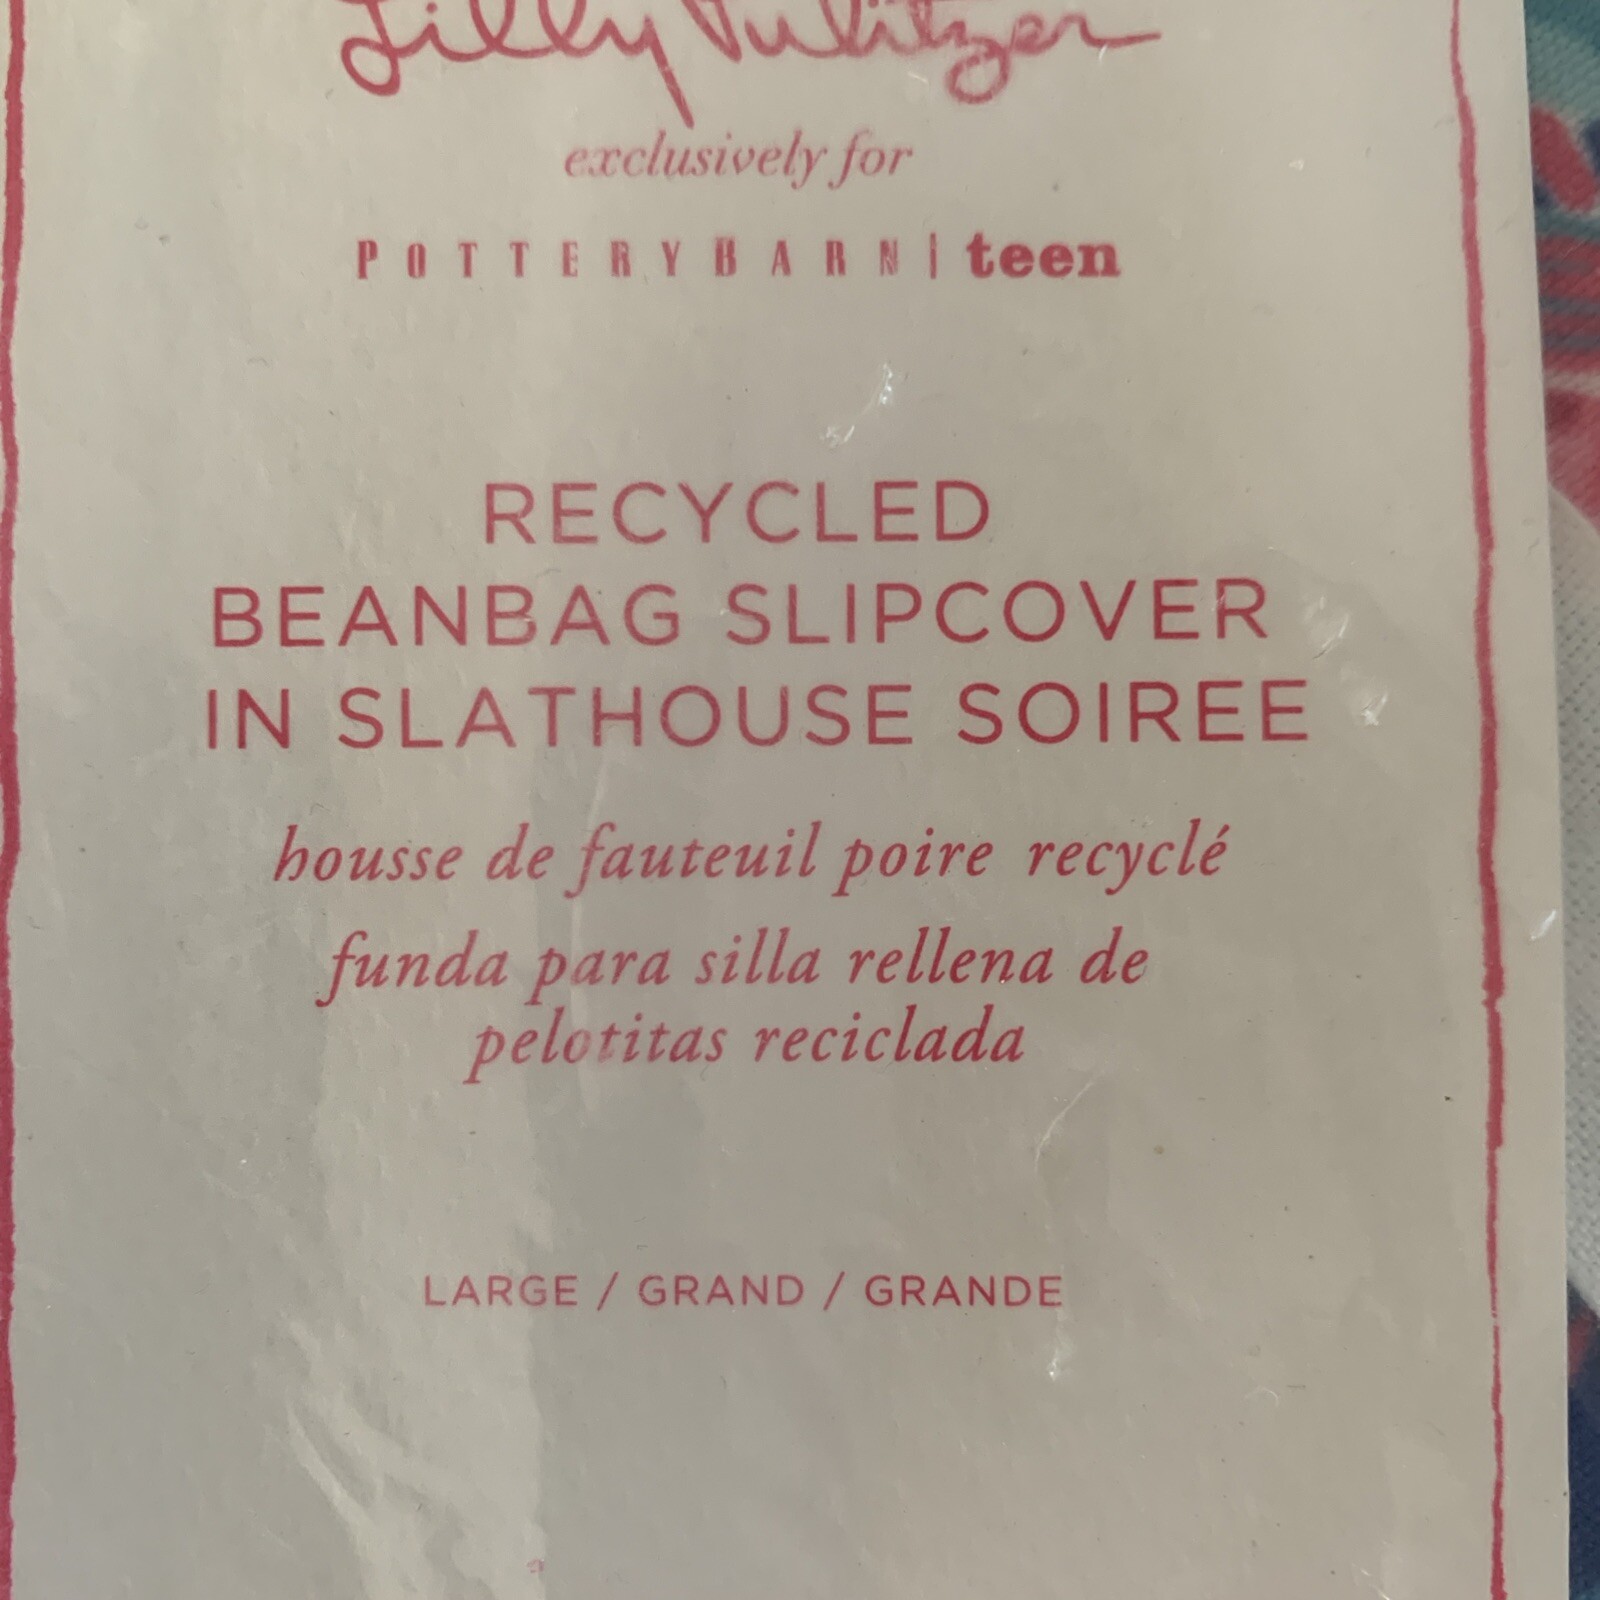 Lilly Pulitzer
exclusively for
POTTERYBARN | teen
RECYCLED
BEANBAG SLIPCOVER
IN SLATHOUSE SOIREE
housse de fauteuil poire recyclé
funda para silla rellena de
pelotitas reciclada
LARGE / GRAND / GRANDE